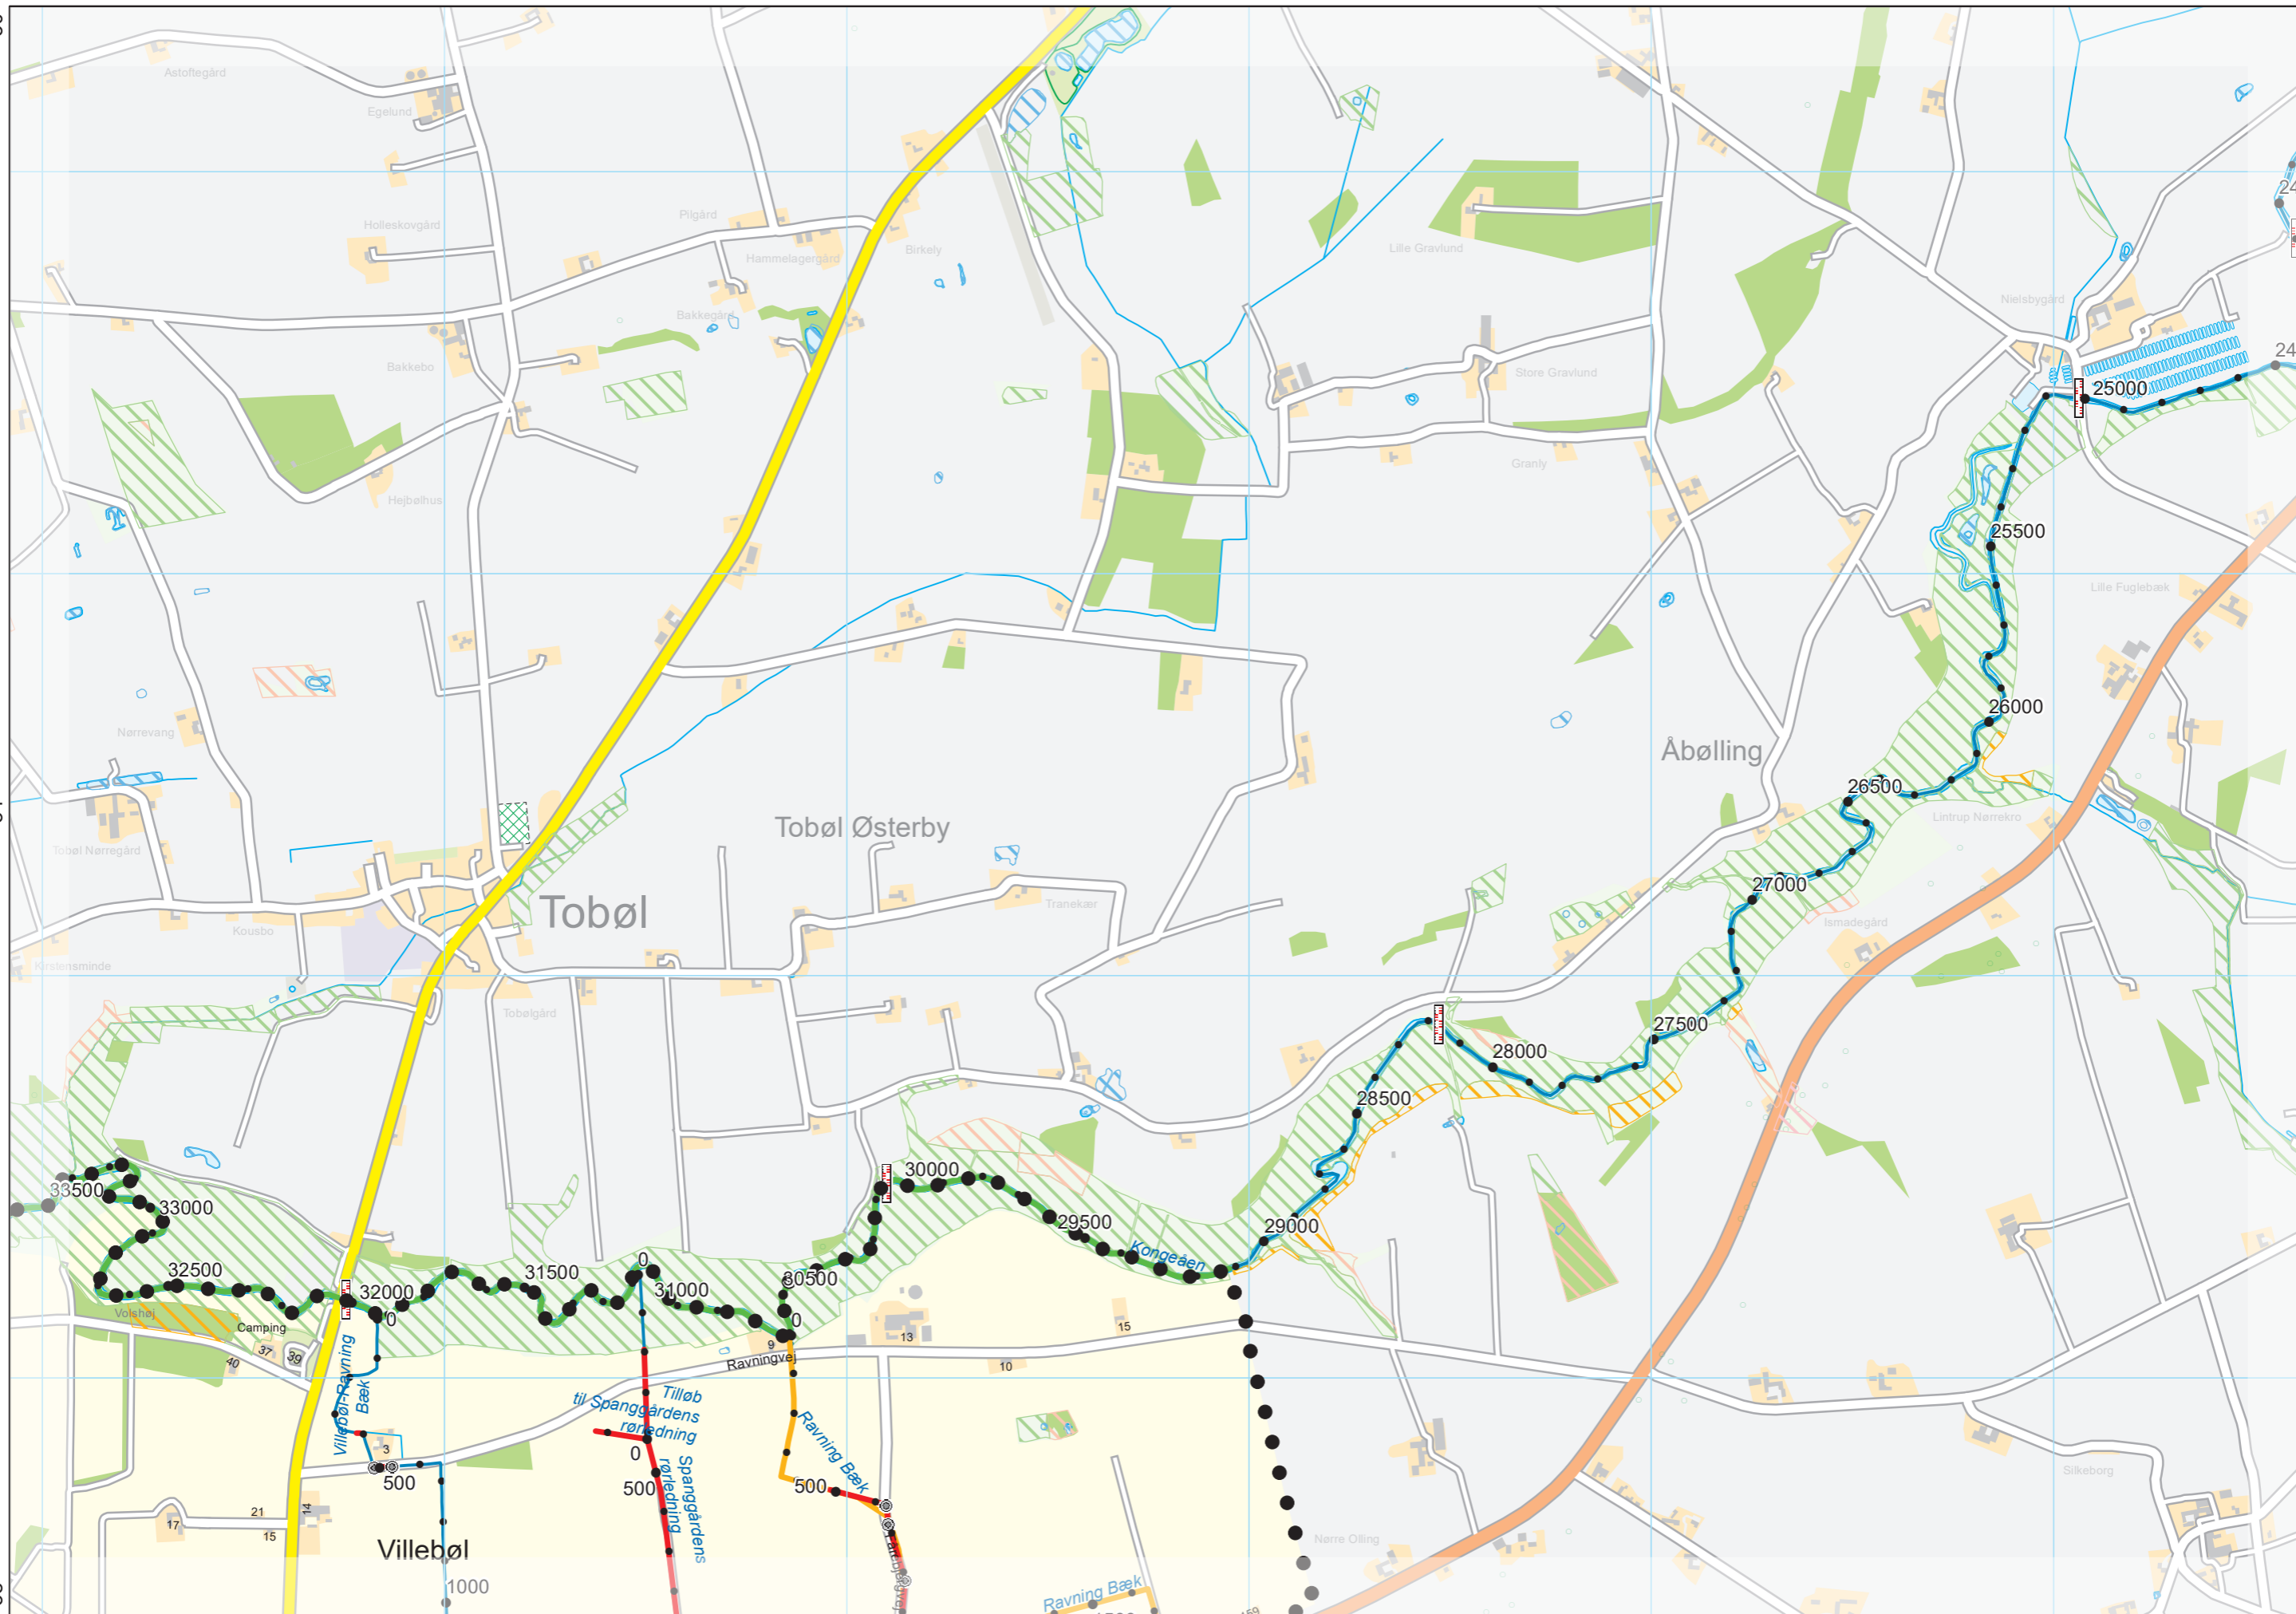 Astoftegård
Egelund
Holleskovgård
Pilgård
Hammelagergård
Birkely
Lille Gravlund
24
Nielsbygård
Bakkegård
24
Bakkebo
Store Gravlund
25000
Granly
Hejbølhus
25500
Lille Fuglebæk
26000
Nørrevang
Åbølling
26500
Lintrup Nørrekro
Tobøl Østerby
Tobøl Nørregård
27000
Tobøl
Tranekær
Ismadegård
Kousbo
Kirstensminde
Tobølgård
27500
28000
28500
30000
33500
33000
29500
29000
Kongeåen
0
32500
31500
31000
30500
32000
0
0
Volshøj
Camping
37
39
40
9
13
15
10
Ravningvej
Villebøl-Ravning
Bæk
Tilløb
til Spanggårdens
rørledning
0
Ravning Bæk
3
500
500
500
Spanggårdens
rørledning
Silkeborg
21
14
17
15
Nørre Olling
Villebøl
1000
Ravning Bæk
159